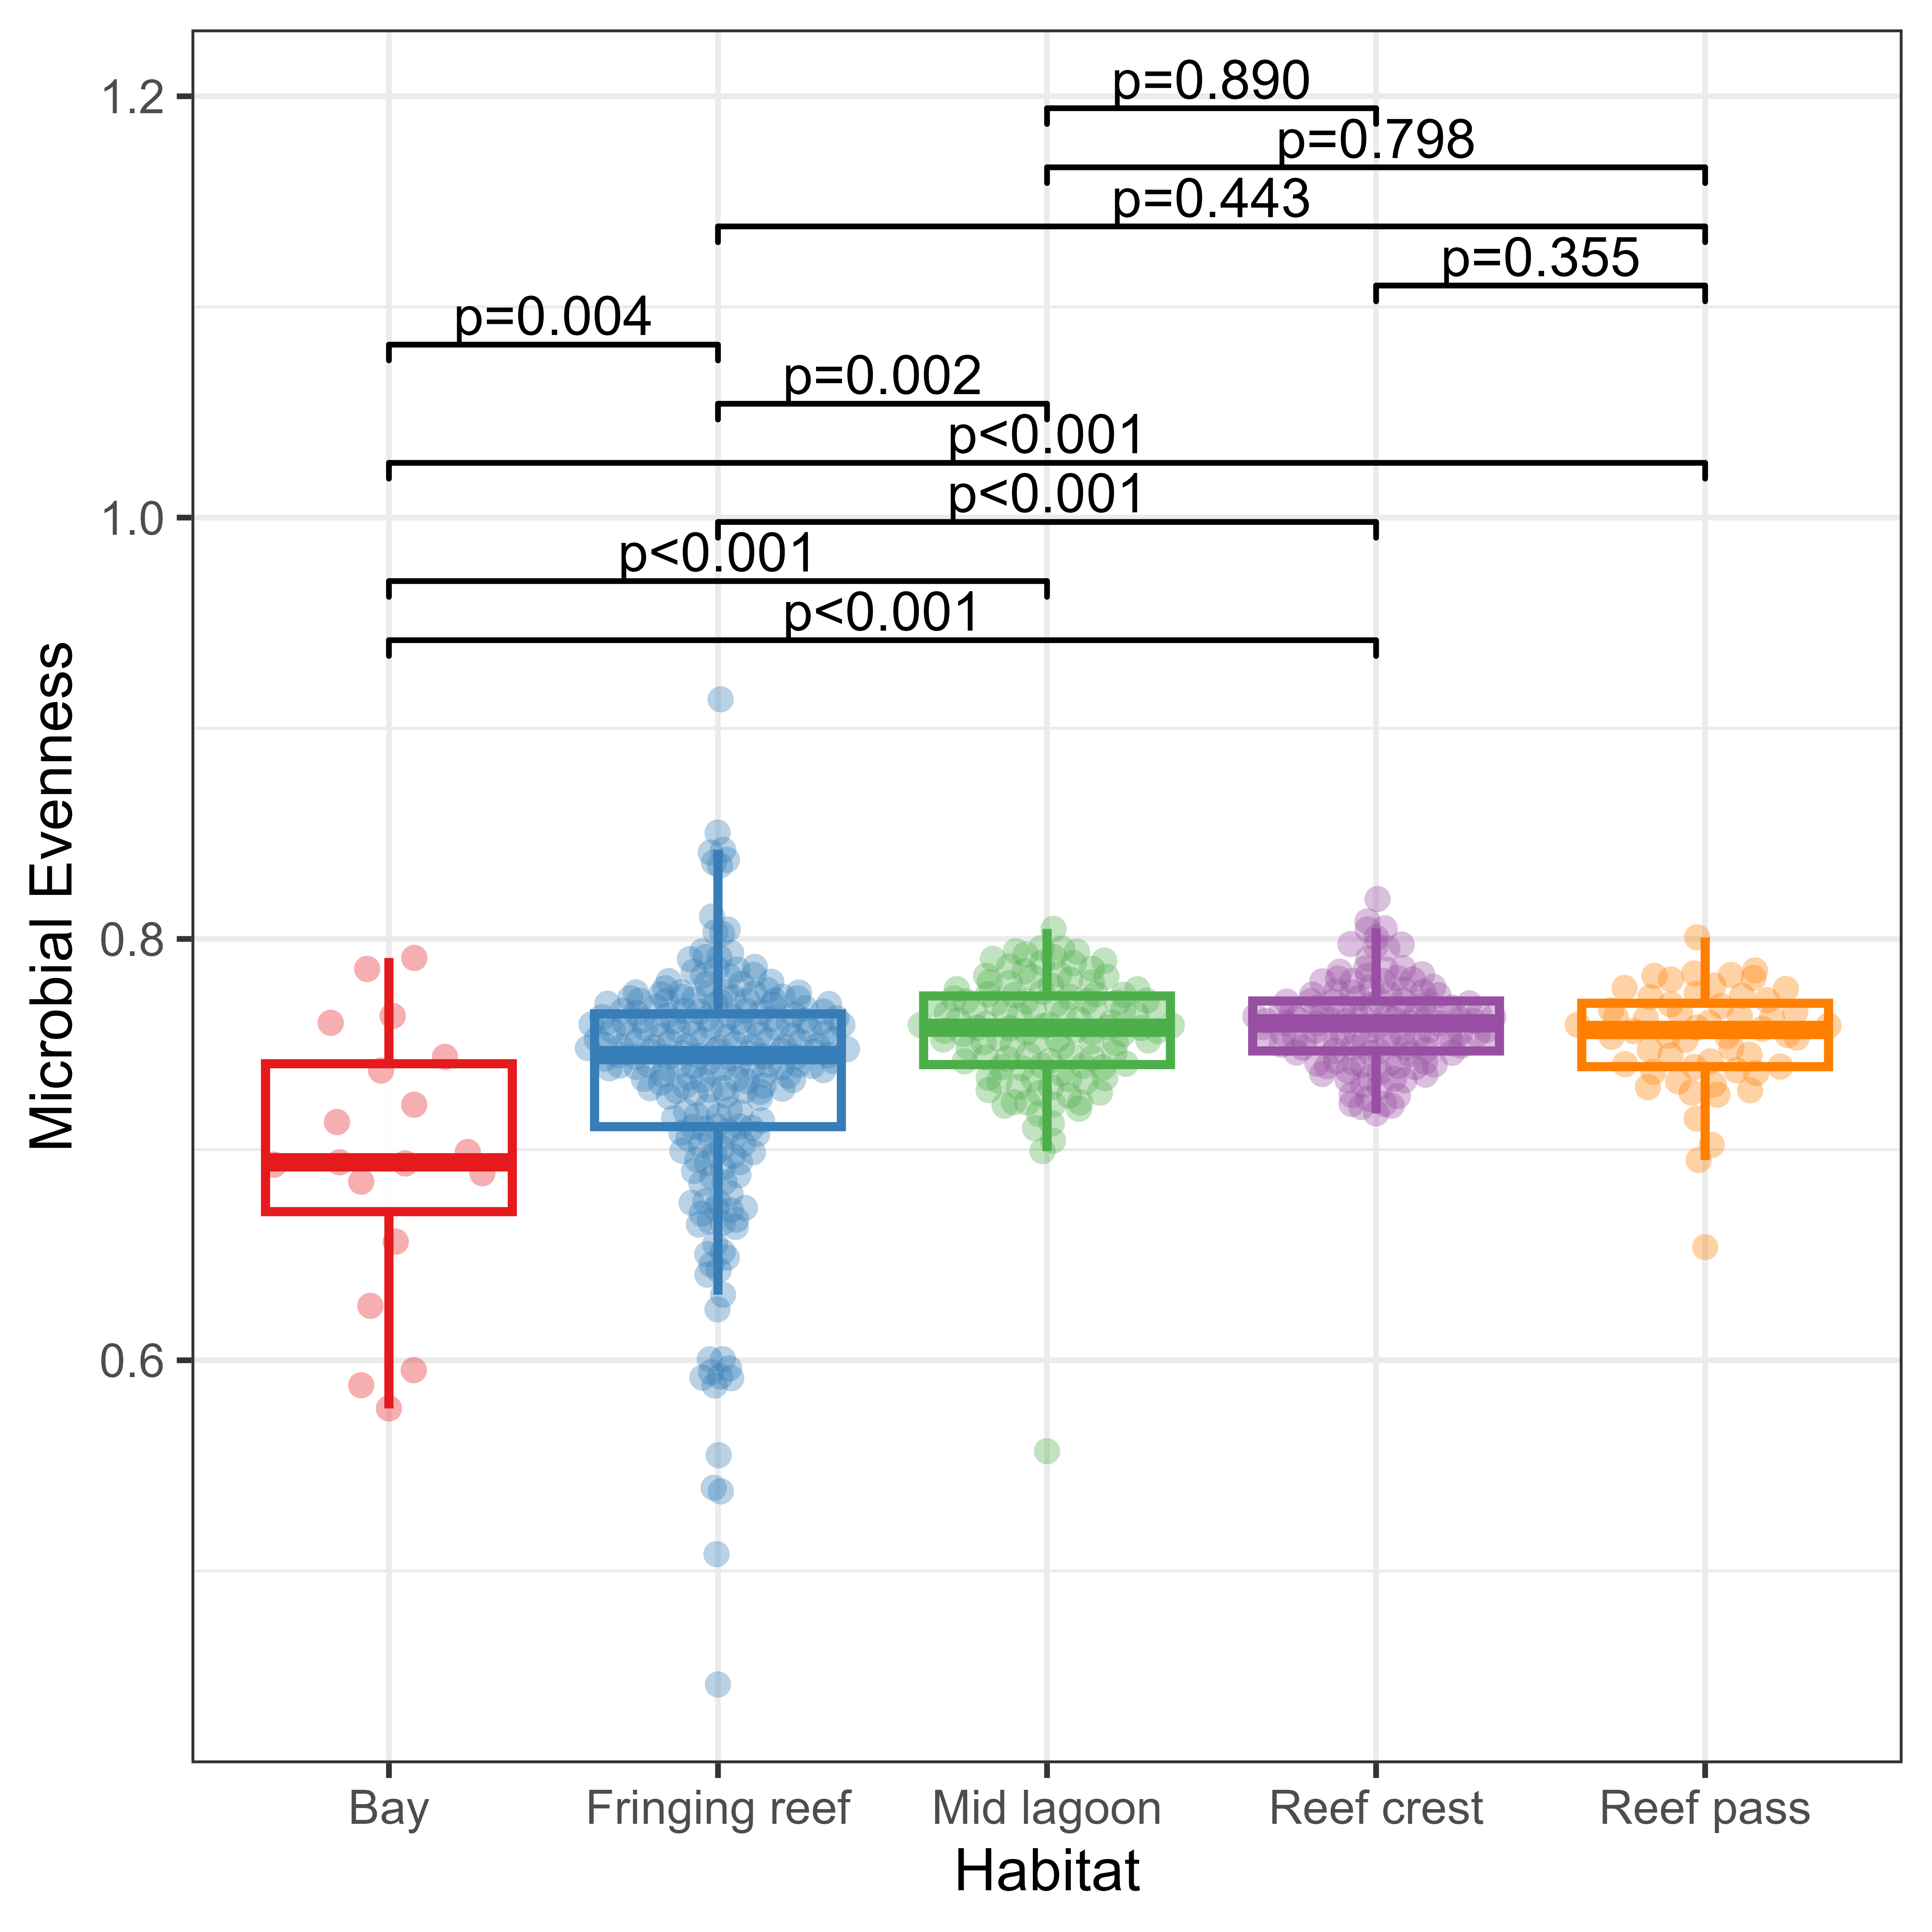 1.2
1.0
0.8
0.6
Microbial Evenness
p=0.890
p=0.798
p=0.443
p=0.355
p=0.004
p=0.002
p<0.001
p<0.001
p<0.001
p<0.001
Bay
Fringing reef
Mid lagoon
Reef crest
Reef pass
Habitat